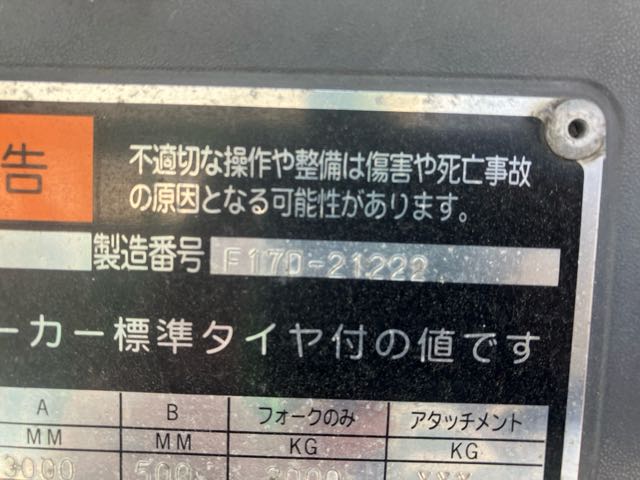 告
不適切な操作や整備は傷害や死亡事故
の原因となる可能性があります。
製造番号 F17D-21222
ーカー標準タイヤ付の値です
A B フォークのみ アタッチメント
MM MM KG KG
3000 500 XXX